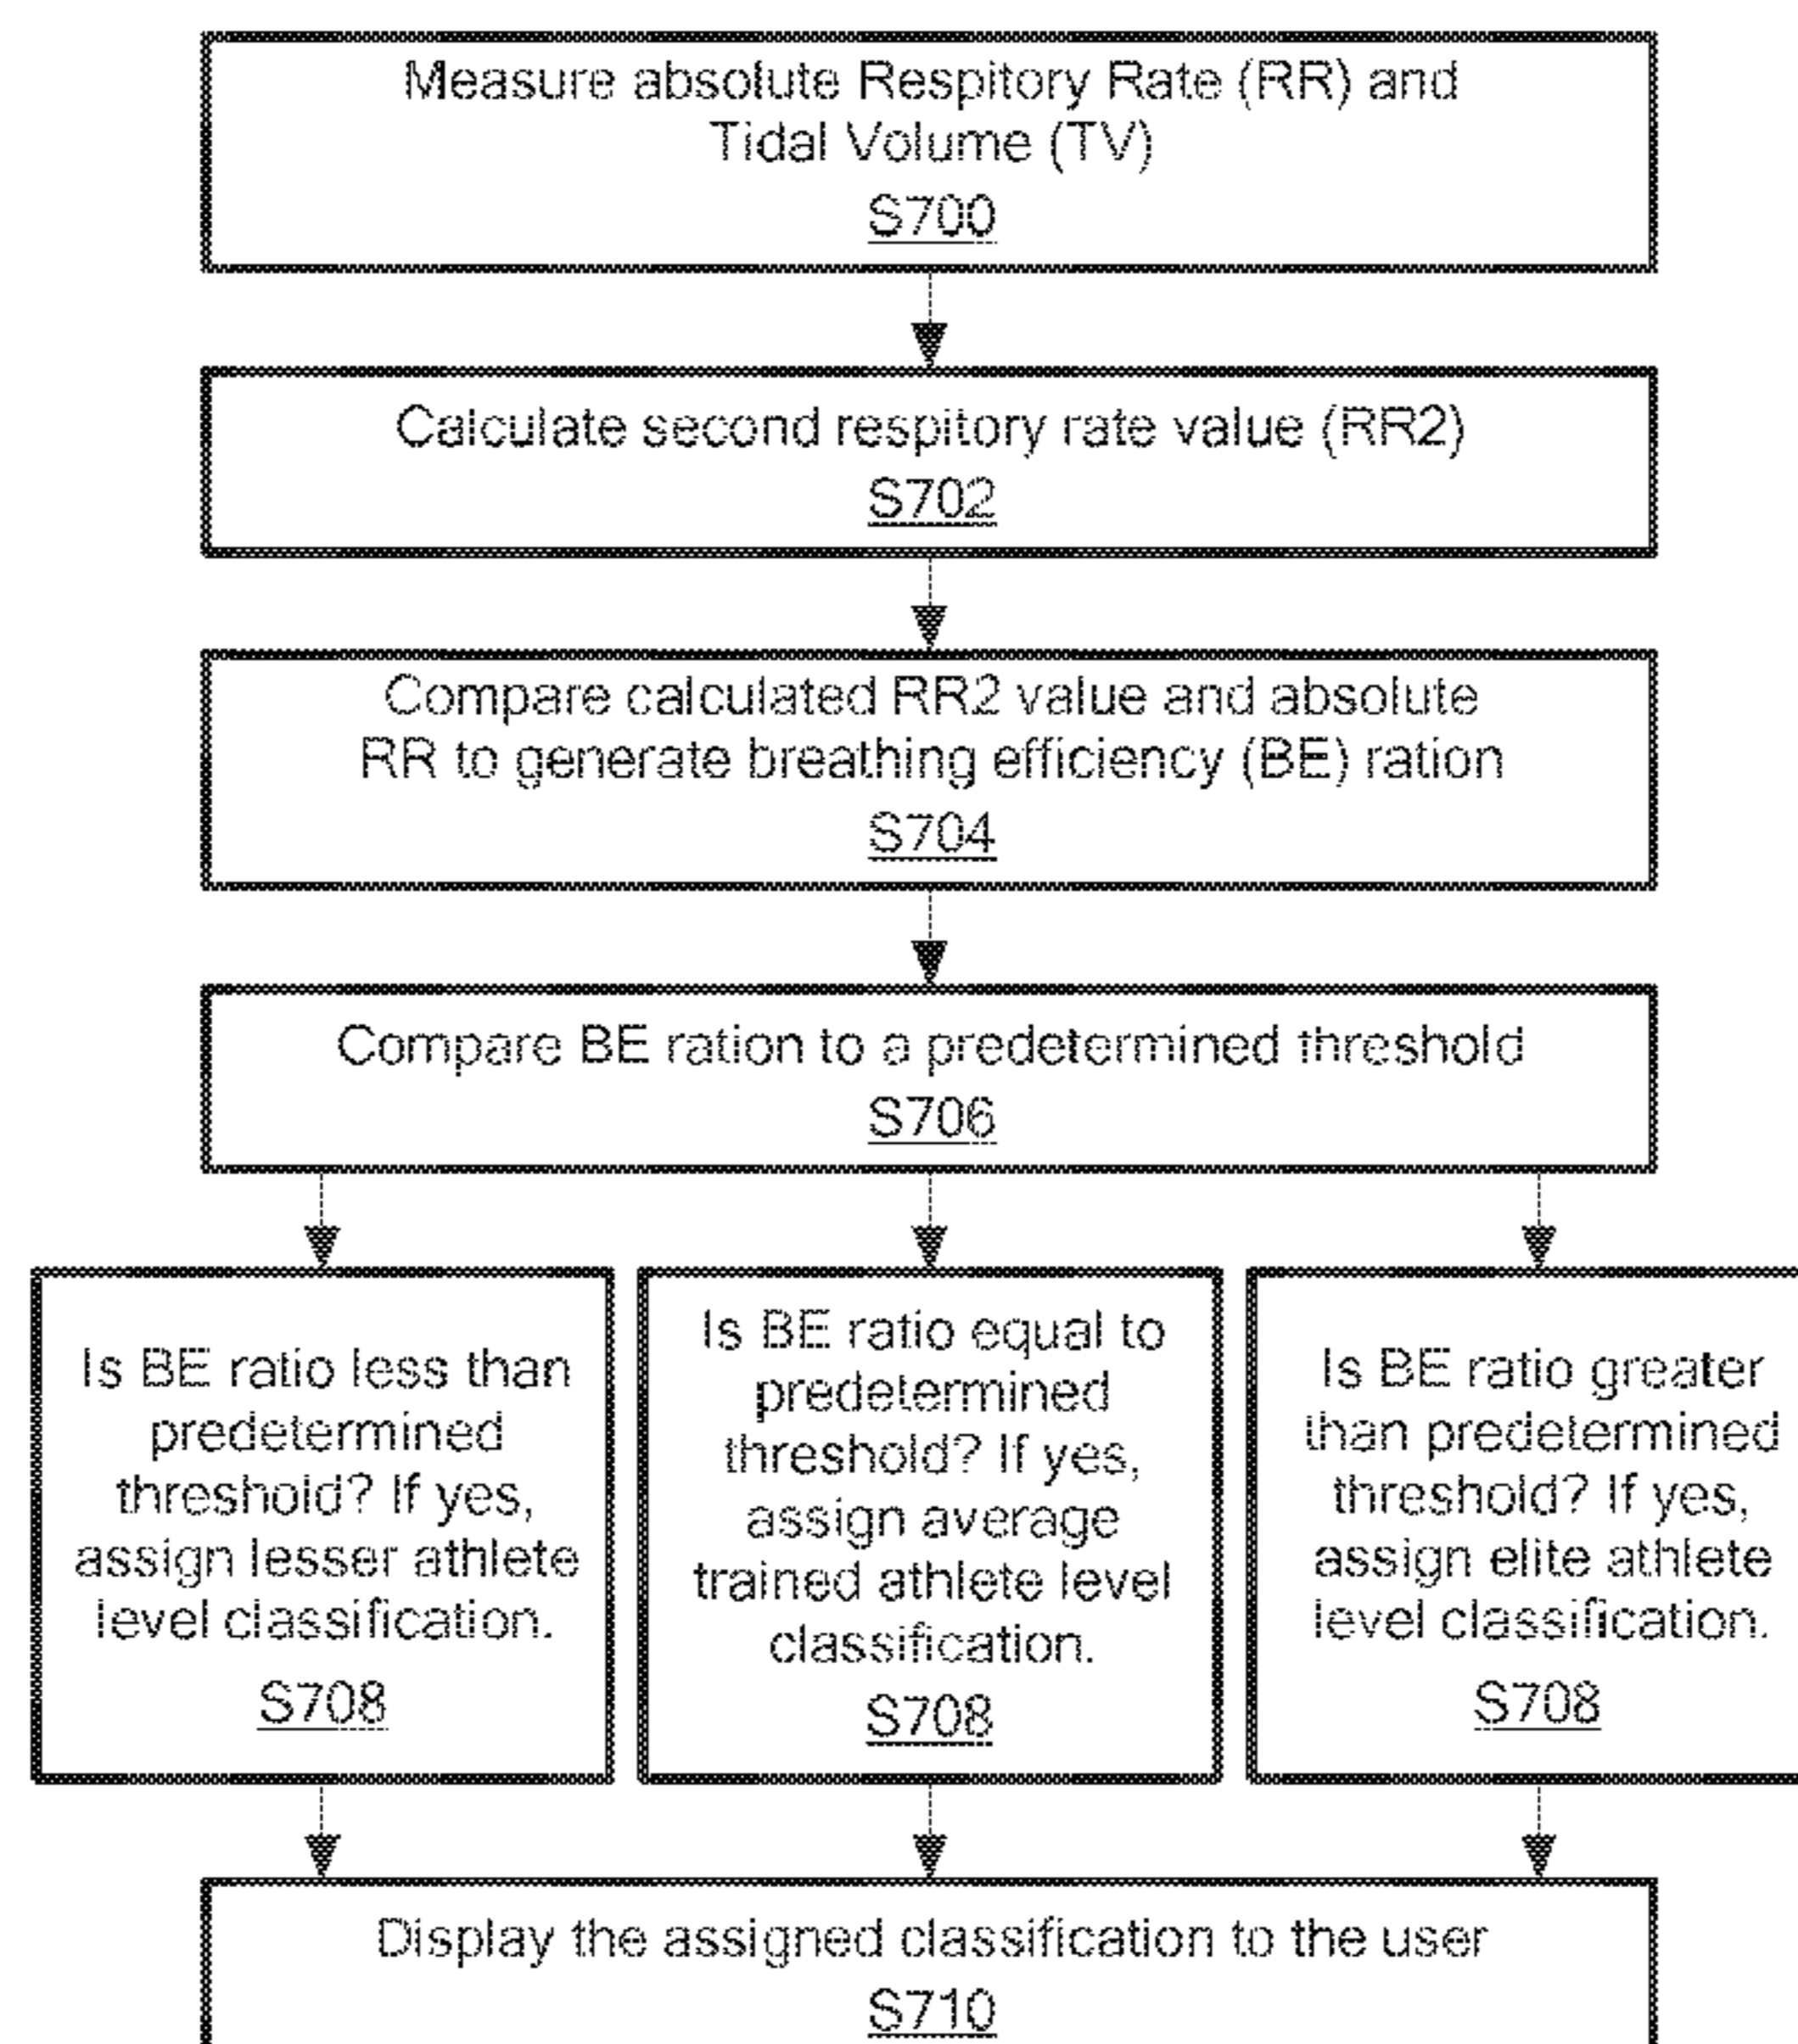 Measure absolute Respitory Rate (RR) and
Tidal Volume (TV)
S700
Calculate second respitory rate value (RR2)
S702
Compare calculated RR2 value and absolute
RR to generate breathing efficiency (BE) ration
S704
Compare BE ration to a predetermined threshold
S706
Is BE ratio less than
predetermined
threshold? If yes,
assign lesser athlete
level classification.
S708
Is BE ratio equal to
predetermined
threshold? If yes,
assign average
trained athlete level
classification.
S708
Is BE ratio greater
than predetermined
threshold? If yes,
assign elite athlete
level classification.
S708
Display the assigned classification to the user
S710